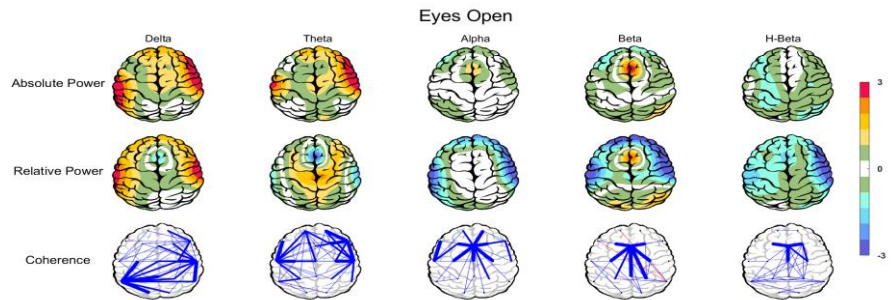 Eyes Open
Delta Theta Alpha Beta H-Beta
Absolute Power
3
Relative Power
0
Coherence
-3